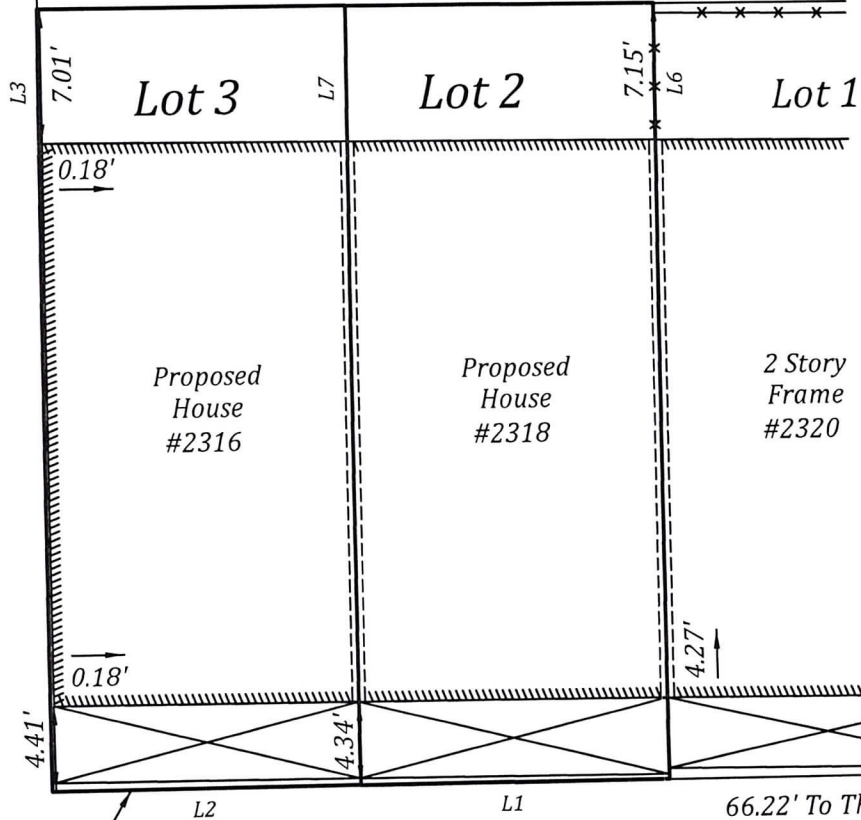 L3
7.01'
Lot 3
L7
Lot 2
7.15'
L6
Lot 1
0.18'
Proposed
House
#2316
Proposed
House
#2318
2 Story
Frame
#2320
0.18'
4.27'
4.41'
4.34'
L2
L1
66.22' To